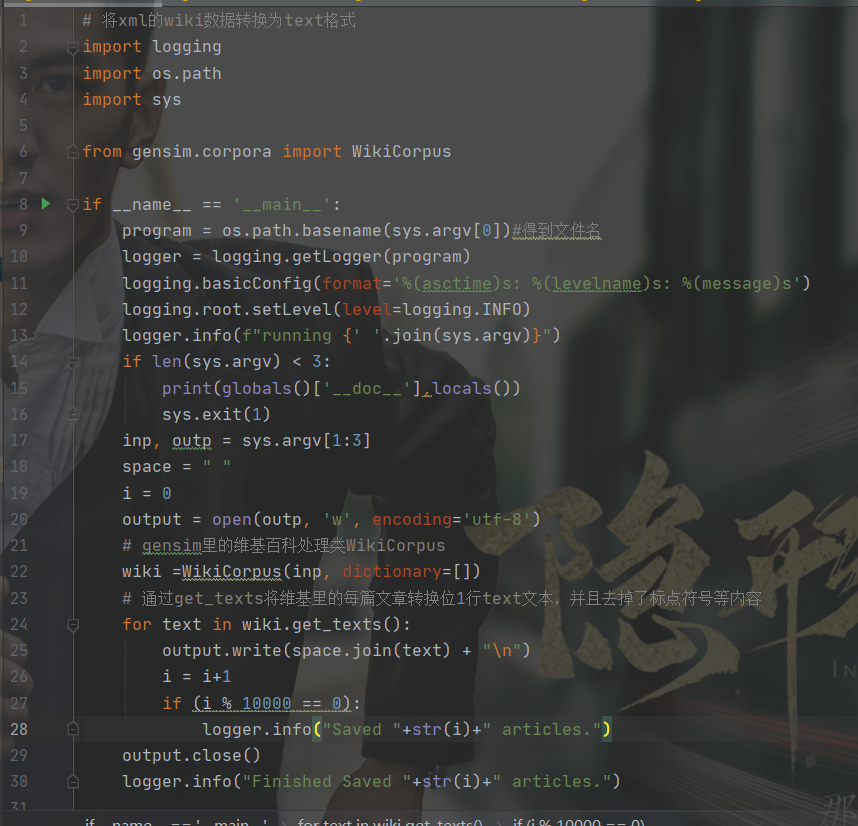 1 # 将xml的wiki数据转换为text格式
2 import logging
3 import os.path
4 import sys
5
6 from gensim.corpora import WikiCorpus
7
8 if __name__ == '__main__':
9 program = os.path.basename(sys.argv[0])#得到文件名
10 logger = logging.getLogger(program)
11 logging.basicConfig(format='%(asctime)s: %(levelname)s: %(message)s')
12 logging.root.setLevel(level=logging.INFO)
13 logger.info(f"running {' '.join(sys.argv)}")
14 if len(sys.argv) < 3:
15 print(globals()['__doc__'],locals())
16 sys.exit(1)
17 inp, outp = sys.argv[1:3]
18 space = " "
19 i = 0
20 output = open(outp, 'w', encoding='utf-8')
21 # gensim里的维基百科处理类WikiCorpus
22 wiki =WikiCorpus(inp, dictionary=[])
23 # 通过get_texts将维基里的每篇文章转换位1行text文本，并且去掉了标点符号等内容
24 for text in wiki.get_texts():
25 output.write(space.join(text) + "\n")
26 i = i+1
27 if (i % 10000 == 0):
28 logger.info("Saved "+str(i)+" articles.")
29 output.close()
30 logger.info("Finished Saved "+str(i)+" articles.")
31
隐形
IN
那
if __name__ == '__main__' › for text in wiki.get_texts() › if (i % 10000 == 0)